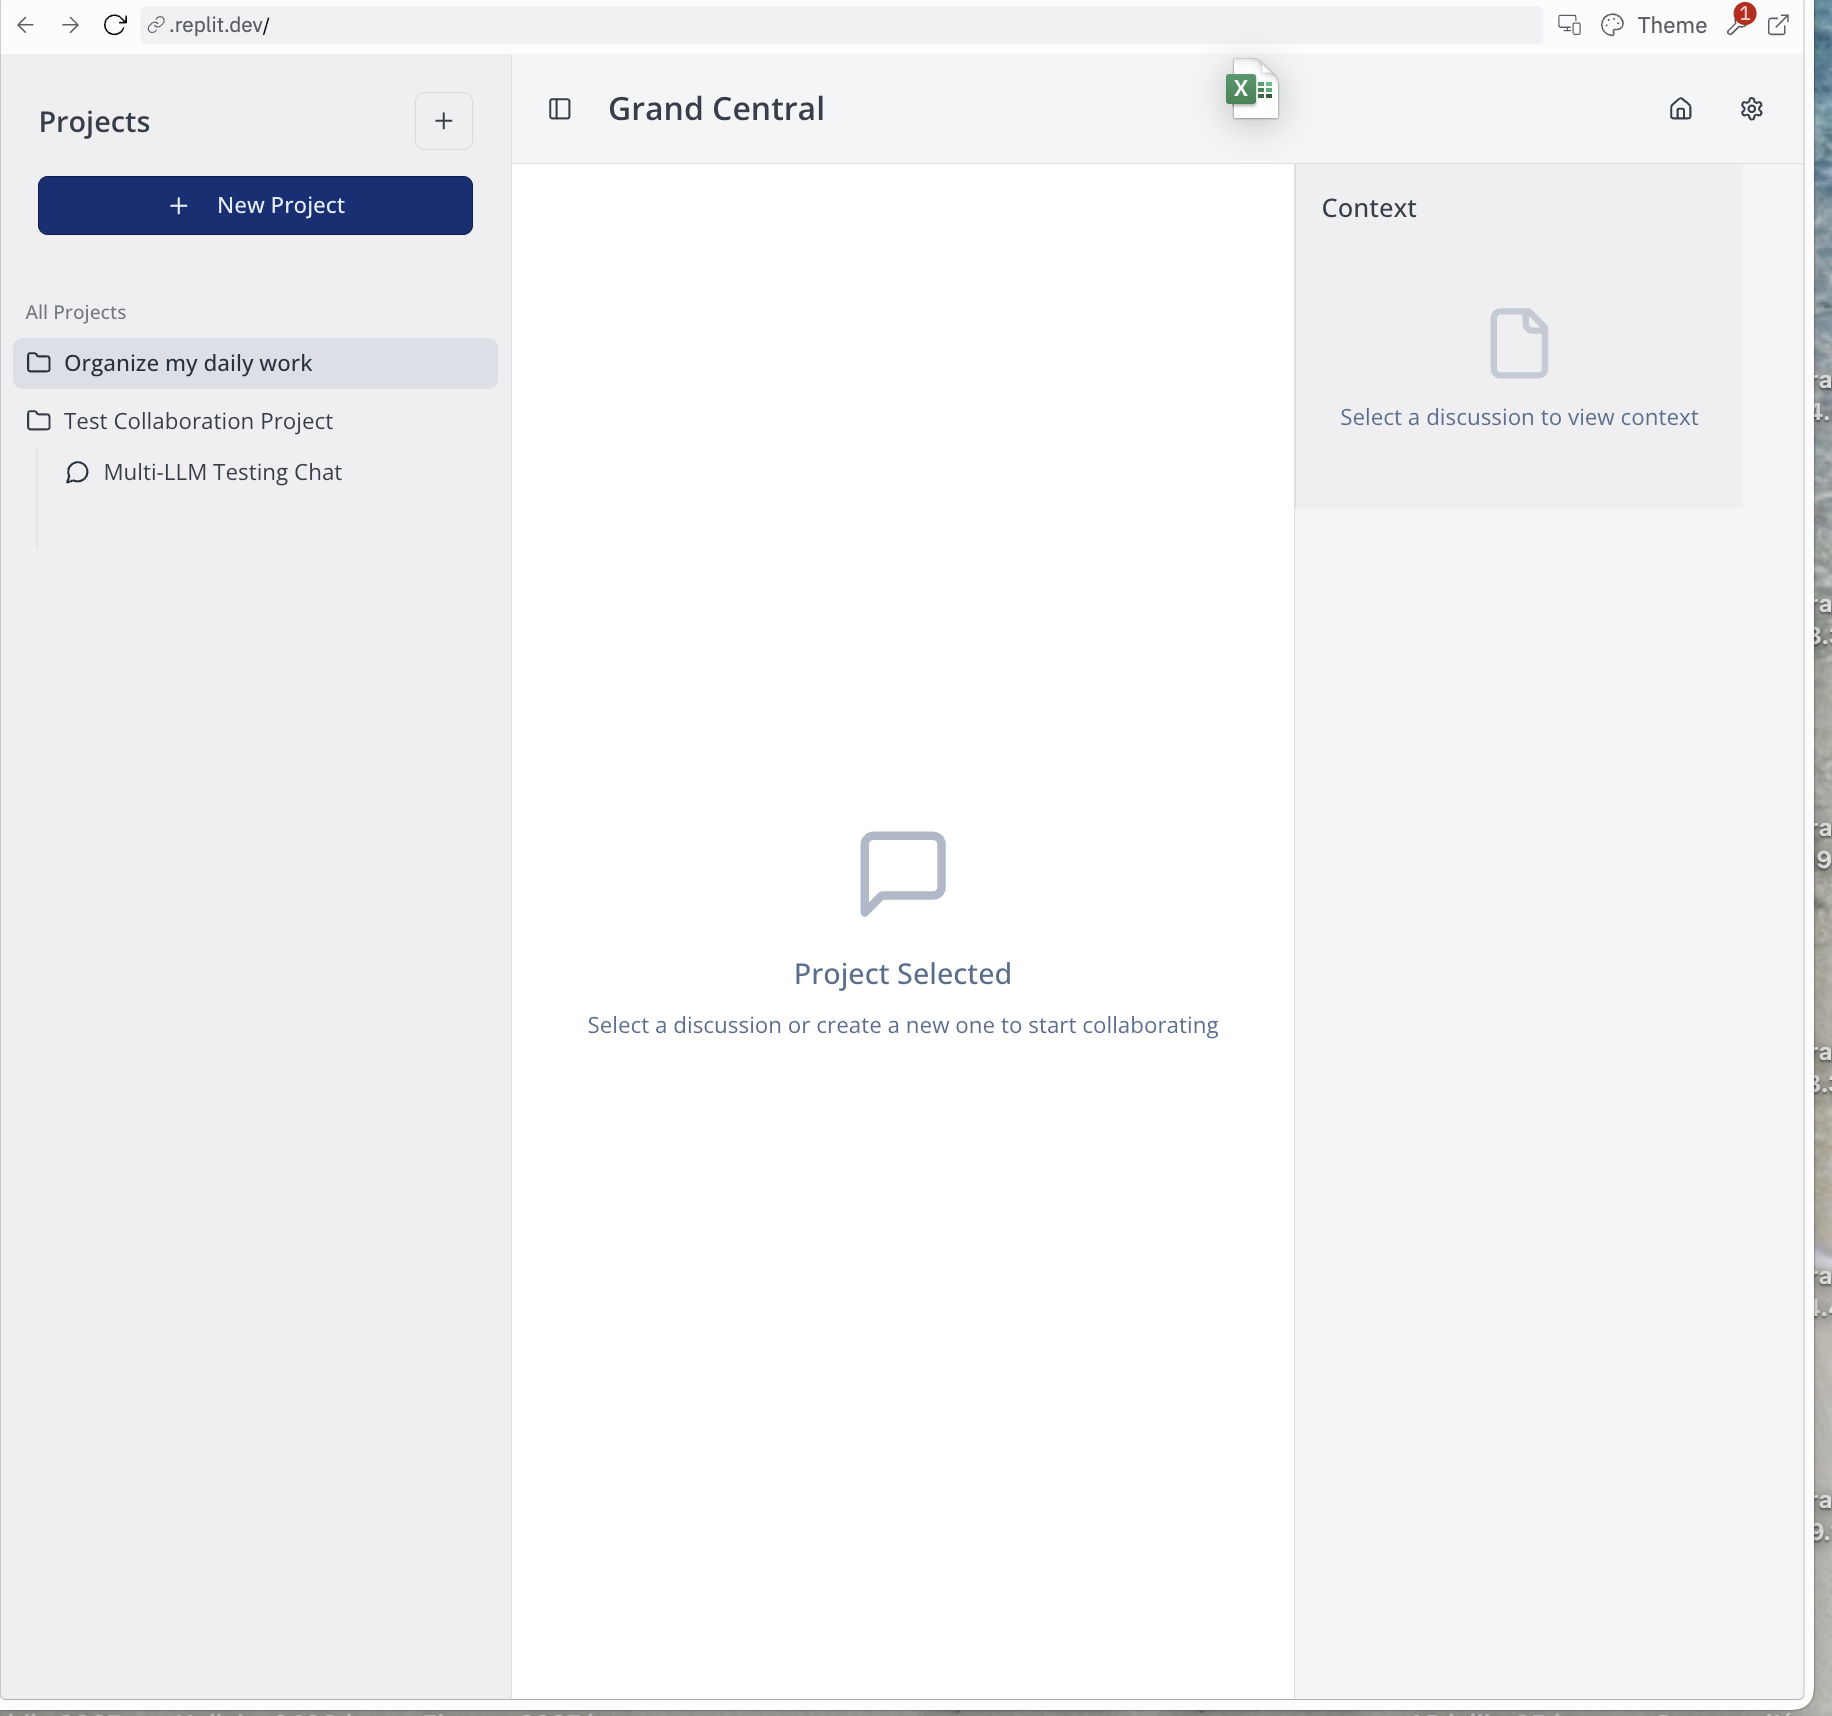 .replit.dev/
Theme
1
Projects
+ New Project
All Projects
Organize my daily work
Test Collaboration Project
Multi-LLM Testing Chat
Grand Central
X
Context
Select a discussion to view context
Project Selected
Select a discussion or create a new one to start collaborating